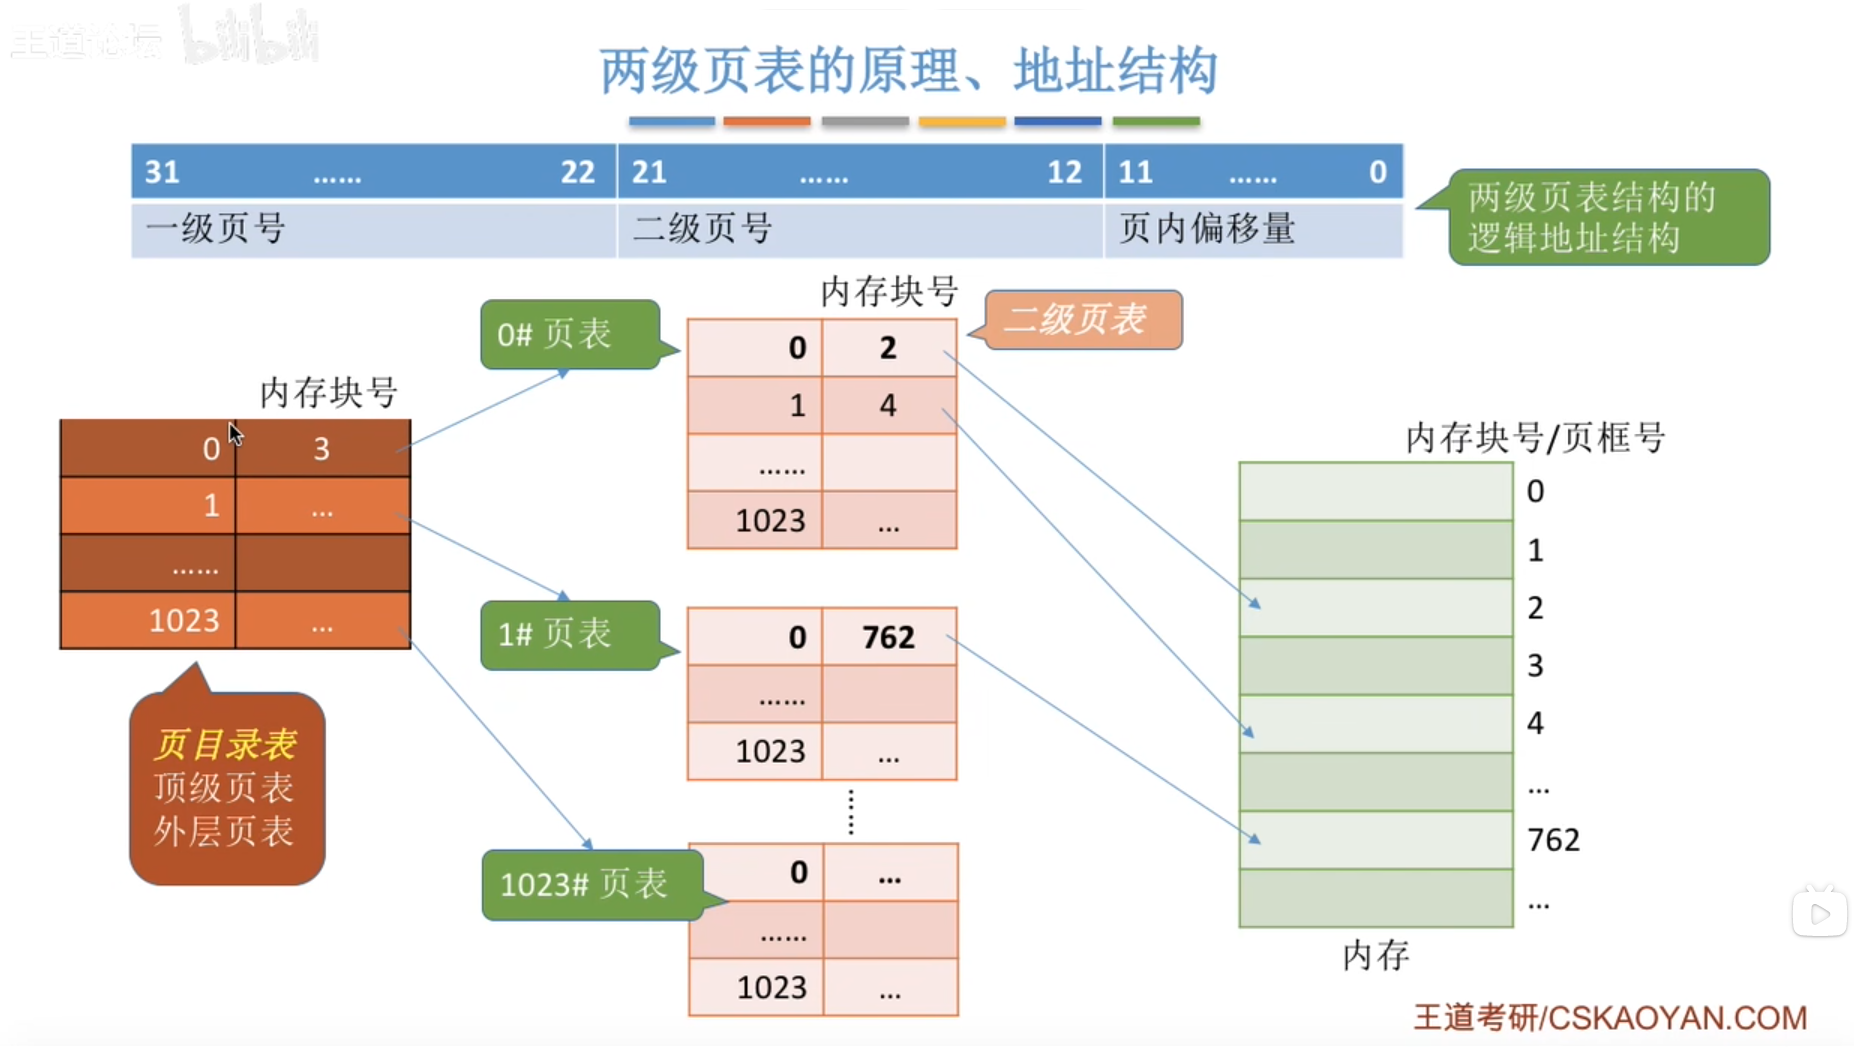 王道论坛 bilibili
两级页表的原理、地址结构
31 …… 22 21 …… 12 11 …… 0
一级页号 二级页号 页内偏移量
两级页表结构的
逻辑地址结构
内存块号
0 3
1 ...
……
1023 ...
页目录表
顶级页表
外层页表
0# 页表
内存块号
0 2
1 4
……
1023 ...
二级页表
1# 页表
0 762
……
1023 ...
1023# 页表
0 ...
……
1023 ...
内存块号/页框号
0
1
2
3
4
...
762
...
内存
王道考研/CSKAOYAN.COM